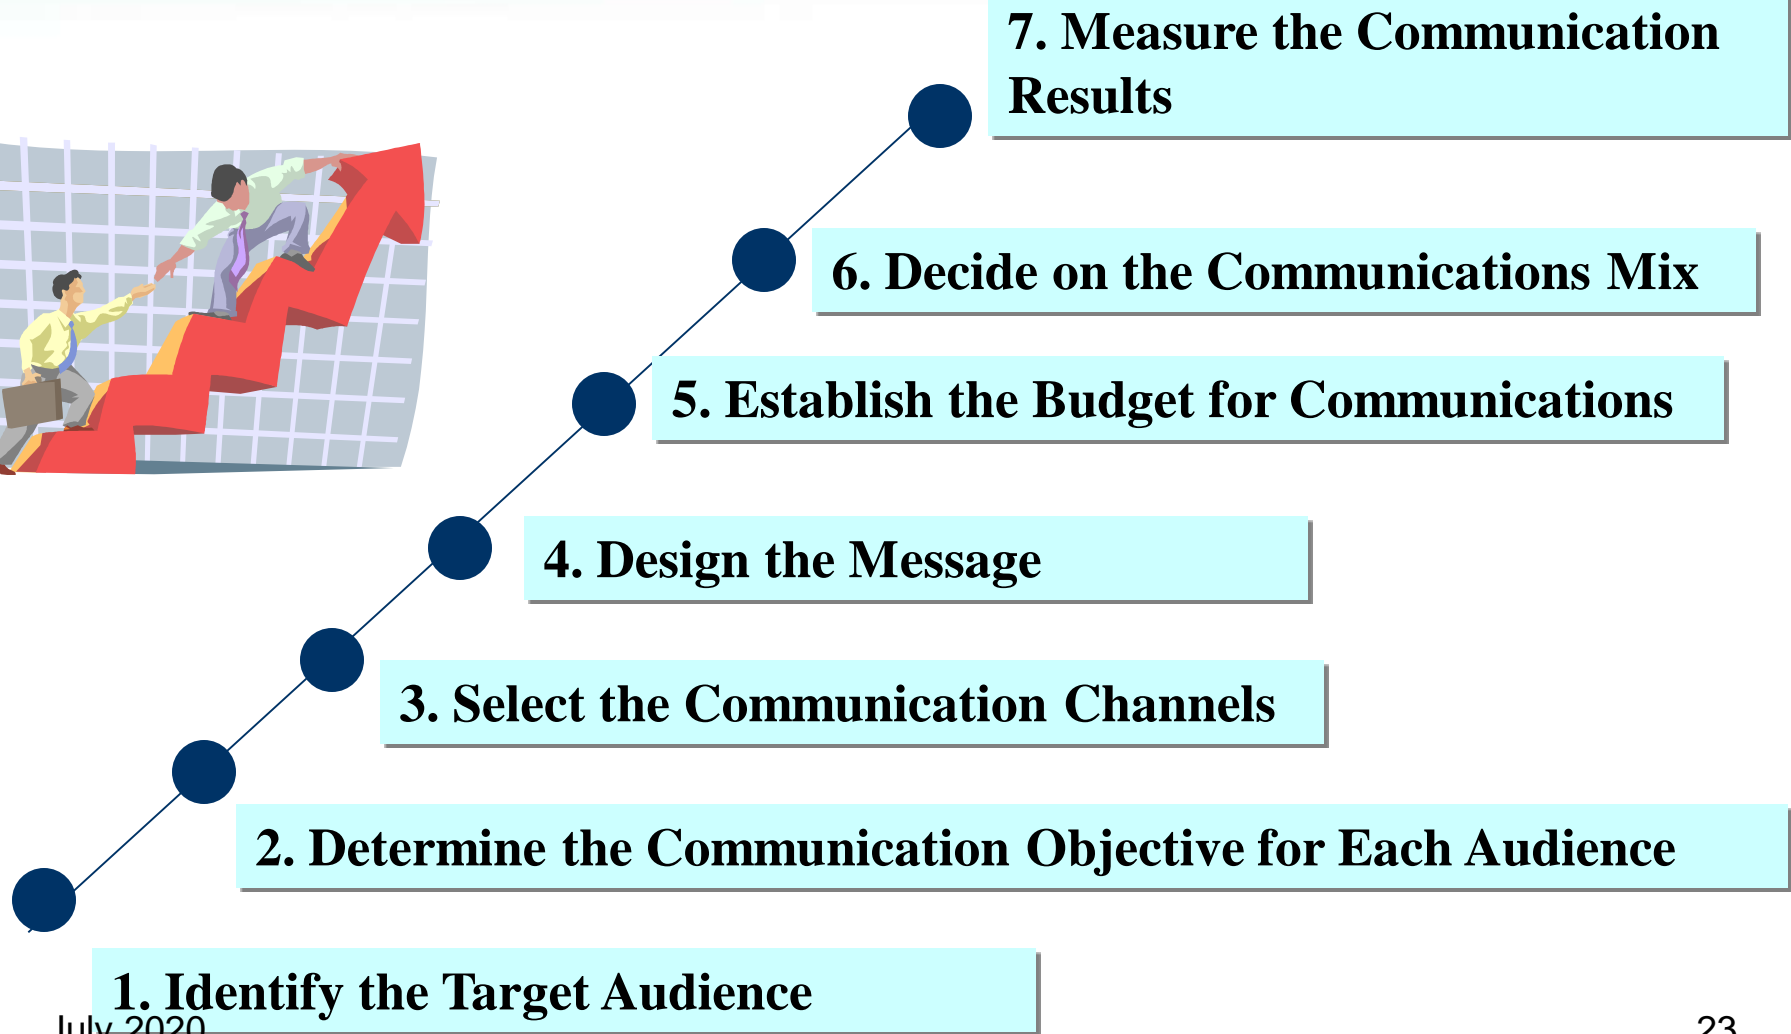 7. Measure the Communication
Results
6. Decide on the Communications Mix
5. Establish the Budget for Communications
4. Design the Message
3. Select the Communication Channels
2. Determine the Communication Objective for Each Audience
1. Identify the Target Audience
July 2020
23